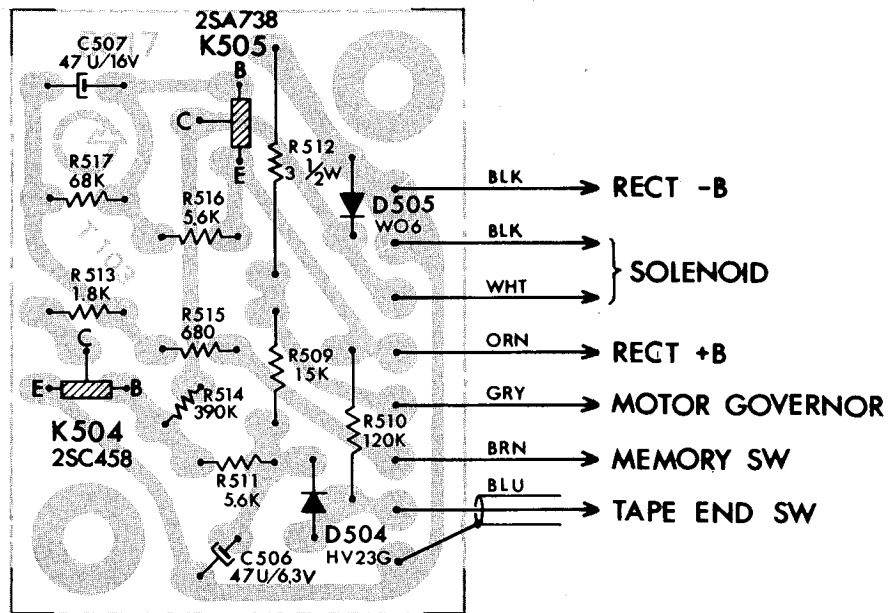 2SA738
K505
C507
47U/16V
B
C
E
R517
68K
R516
5.6K
R512
3 1/2W
D505
WO6
BLK RECT -B
BLK
SOLENOID
WHT
R513
1.8K
C
R515
680
R509
15K
ORN RECT +B
E B
R514
390K
GRY MOTOR GOVERNOR
K504
2SC458
R510
120K
BRN MEMORY SW
R511
5.6K
BLU
TAPE END SW
D504
HV23G
C506
47U/6.3V